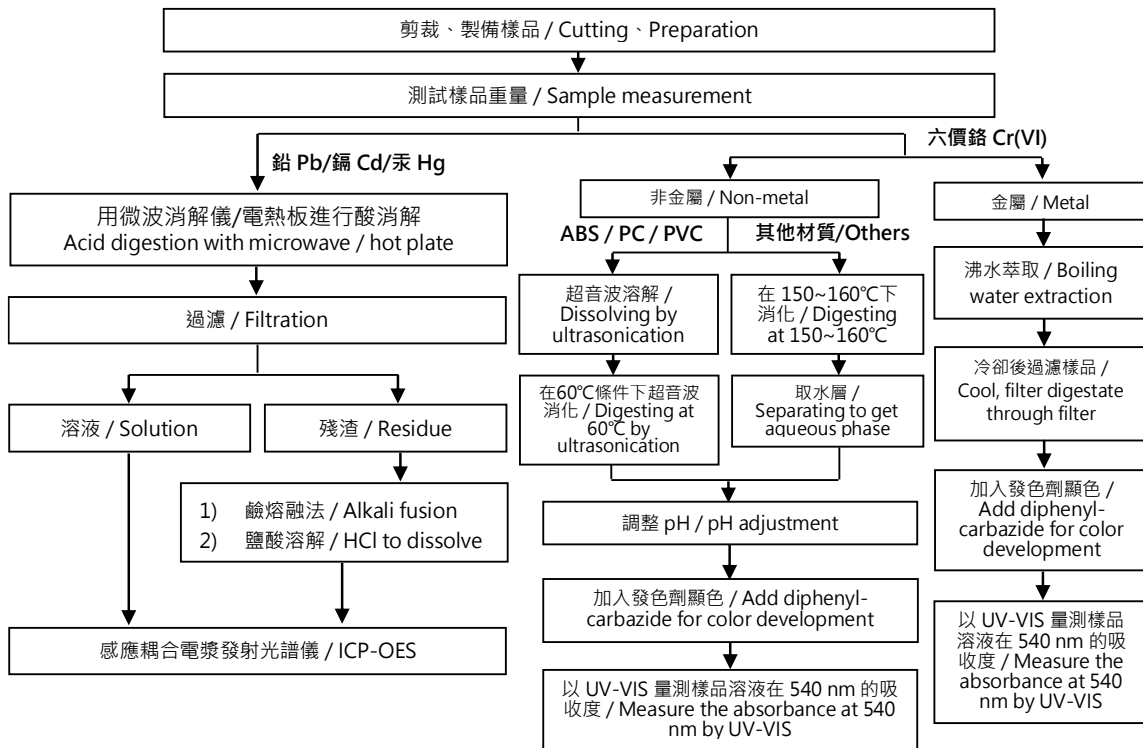 剪裁、製備樣品 / Cutting、Preparation
測試樣品重量 / Sample measurement
鉛 Pb/鎘 Cd/汞 Hg
六價鉻 Cr(VI)
用微波消解儀/電熱板進行酸消解
Acid digestion with microwave / hot plate
過濾 / Filtration
溶液 / Solution
殘渣 / Residue
1) 鹼熔融法 / Alkali fusion
2) 鹽酸溶解 / HCl to dissolve
感應耦合電漿發射光譜儀 / ICP-OES
非金屬 / Non-metal
ABS / PC / PVC
其他材質/Others
超音波溶解 /
Dissolving by
ultrasonication
在60℃條件下超音波
消化 / Digesting at
60℃ by
ultrasonication
在 150~160℃下
消化 / Digesting
at 150~160℃
取水層 /
Separating to get
aqueous phase
調整 pH / pH adjustment
加入發色劑顯色 / Add diphenyl-
carbazide for color development
以 UV-VIS 量測樣品溶液在 540 nm 的吸
收度 / Measure the absorbance at 540
nm by UV-VIS
金屬 / Metal
沸水萃取 / Boiling
water extraction
冷卻後過濾樣品 /
Cool, filter digestate
through filter
加入發色劑顯色 /
Add diphenyl-
carbazide for color
development
以 UV-VIS 量測樣品
溶液在 540 nm 的吸
收度 / Measure the
absorbance at 540
nm by UV-VIS